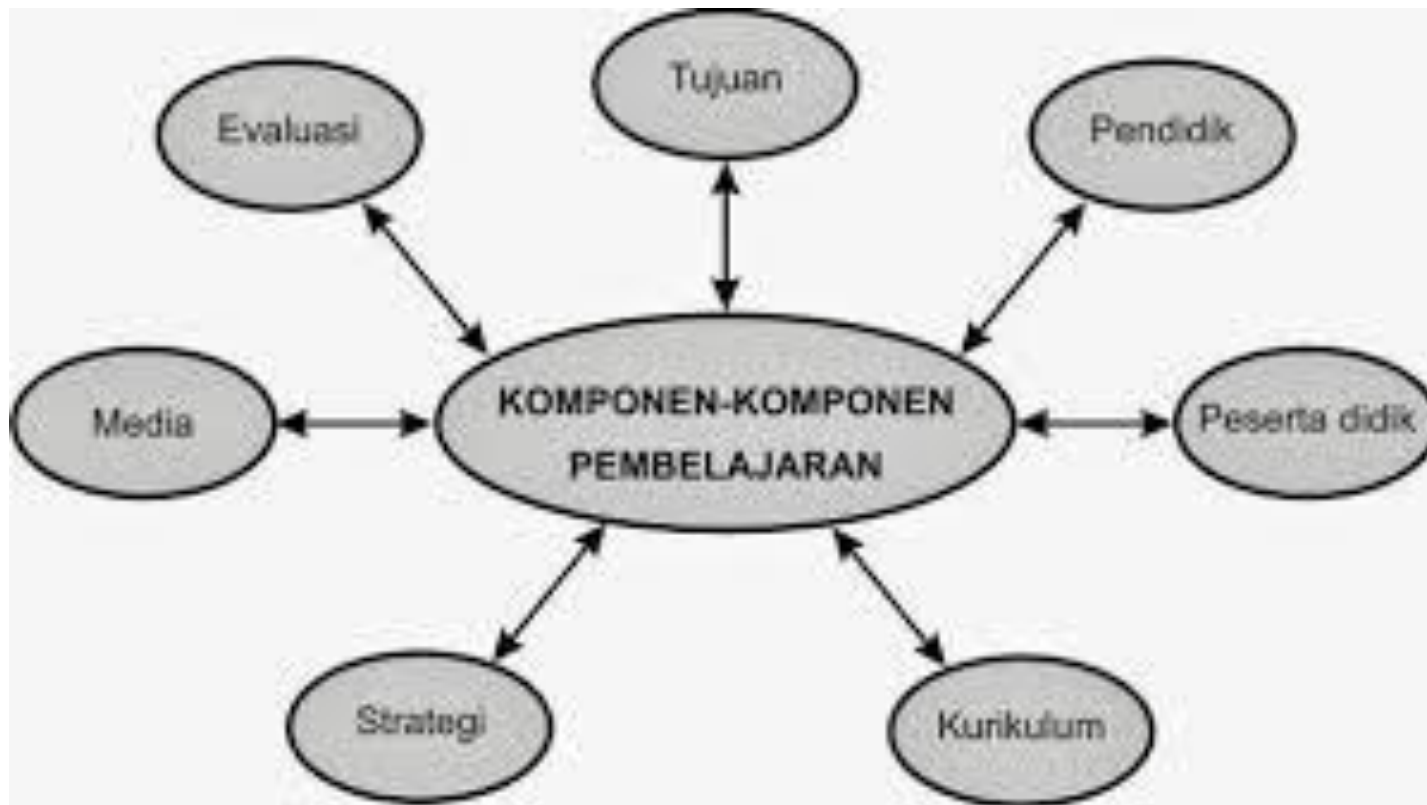 Tujuan
Evaluasi
Pendidik
KOMPONEN-KOMPONEN
PEMBELAJARAN
Media
Peserta didik
Strategi
Kurikulum